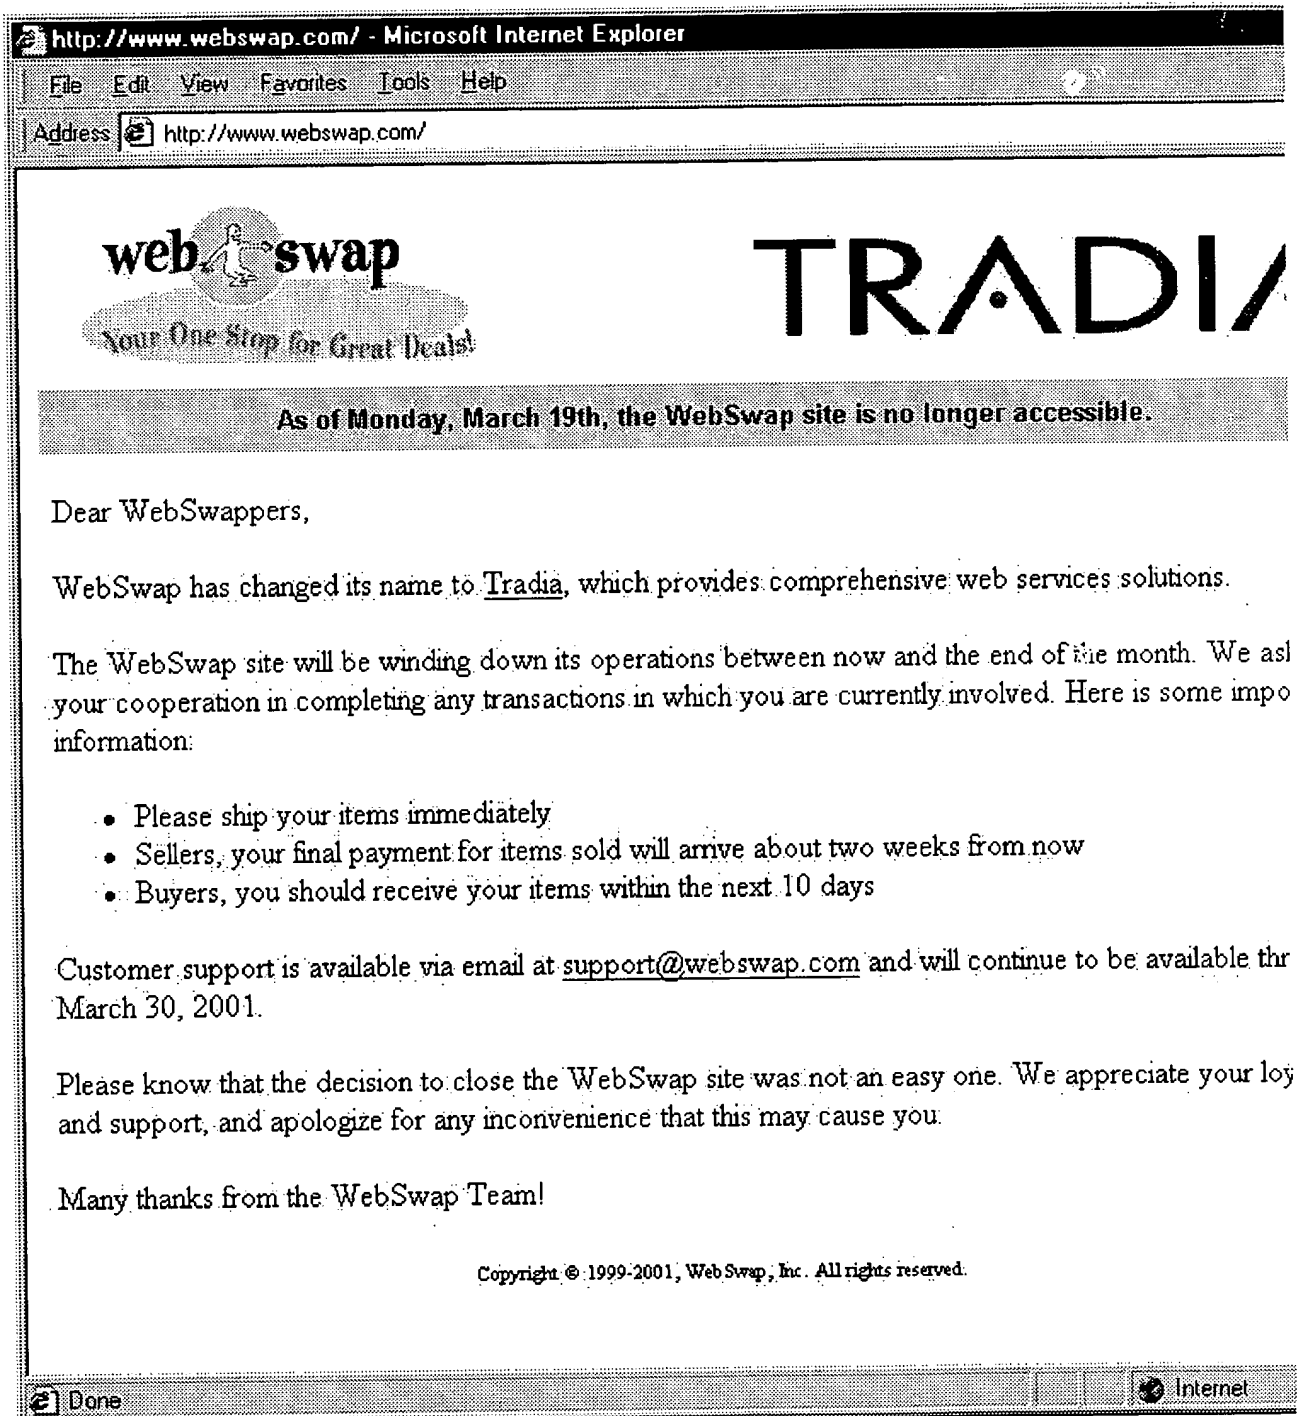 http://www.webswap.com/ - Microsoft Internet Explorer
File Edit View Favorites Tools Help
Address http://www.webswap.com/
web swap
Your One Stop for Great Deals!
TRADIA
As of Monday, March 19th, the WebSwap site is no longer accessible.
Dear WebSwappers,
WebSwap has changed its name to Tradia, which provides comprehensive web services solutions.
The WebSwap site will be winding down its operations between now and the end of the month. We ask
your cooperation in completing any transactions in which you are currently involved. Here is some impo
information:
• Please ship your items immediately
• Sellers, your final payment for items sold will arrive about two weeks from now
• Buyers, you should receive your items within the next 10 days
Customer support is available via email at support@webswap.com and will continue to be available thr
March 30, 2001.
Please know that the decision to close the WebSwap site was not an easy one. We appreciate your loy
and support, and apologize for any inconvenience that this may cause you.
Many thanks from the WebSwap Team!
Copyright © 1999-2001, WebSwap, Inc. All rights reserved.
Done Internet